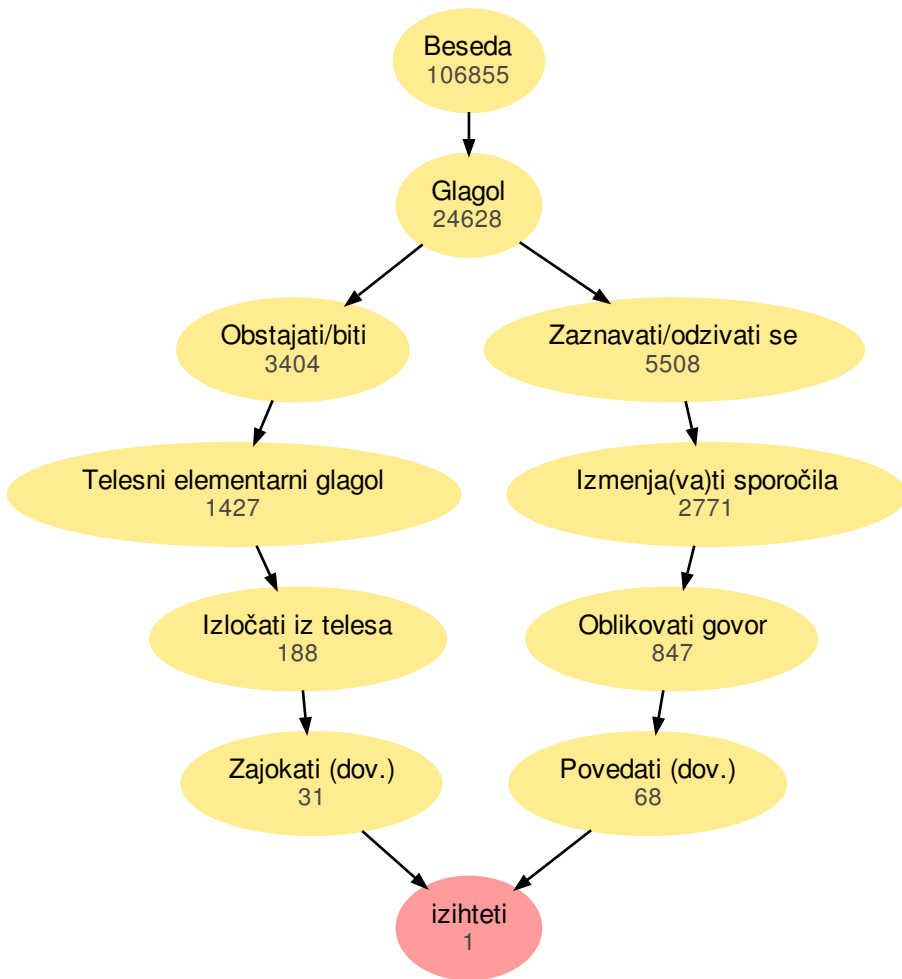 Beseda
106855
Glagol
24628
Obstajati/biti
3404
Zaznavati/odzivati se
5508
Telesni elementarni glagol
1427
Izmenja(va)ti sporočila
2771
Izločati iz telesa
188
Oblikovati govor
847
Zajokati (dov.)
31
Povedati (dov.)
68
izihteti
1